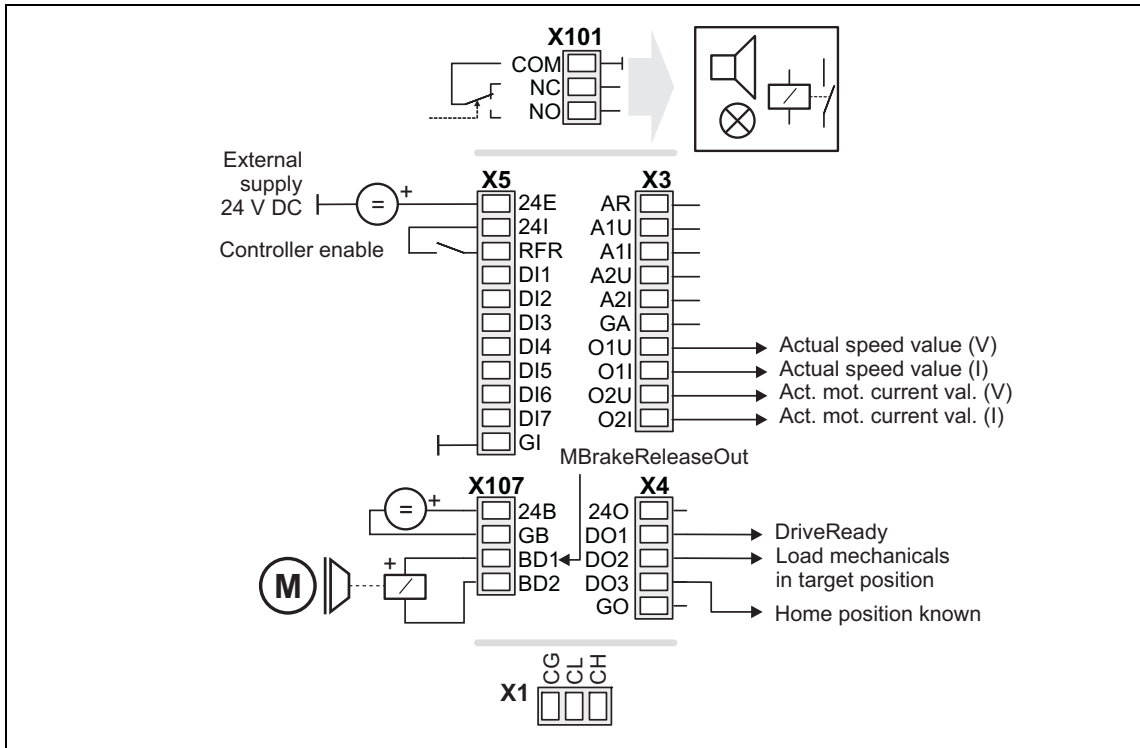 X101
COM
NC
NO
External
supply
24 V DC
=
+
Controller enable
X5
24E
24I
RFR
DI1
DI2
DI3
DI4
DI5
DI6
DI7
GI
X3
AR
A1U
A1I
A2U
A2I
GA
O1U
O1I
O2U
O2I
Actual speed value (V)
Actual speed value (I)
Act. mot. current val. (V)
Act. mot. current val. (I)
MBrakeReleaseOut
X107
=
+
24B
GB
BD1
BD2
M
+
X4
24O
DO1
DO2
DO3
GO
DriveReady
Load mechanicals
in target position
Home position known
X1
CG
CL
CH